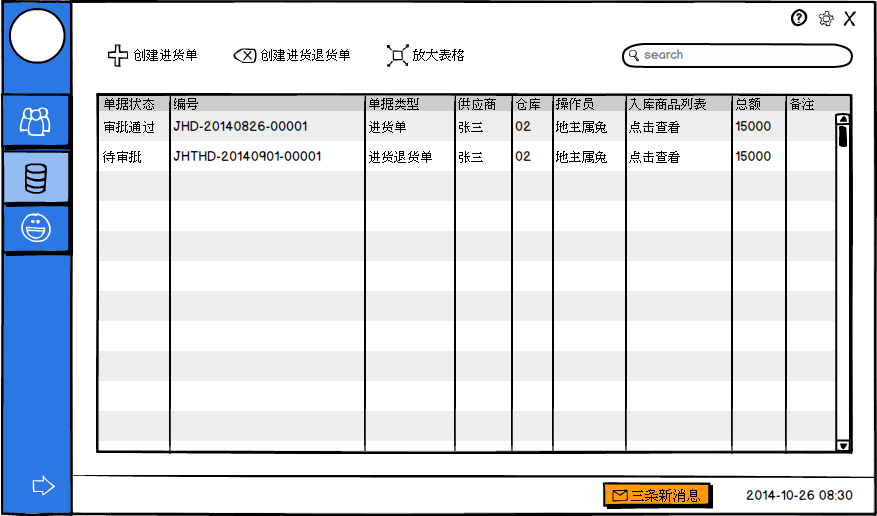 创建进货单 创建进货退货单 放大表格 search
单据状态 编号 单据类型 供应商 仓库 操作员 入库商品列表 总额 备注
审批通过 JHD-20140826-00001 进货单 张三 02 地主属兔 点击查看 15000
待审批 JHTHD-20140901-00001 进货退货单 张三 02 地主属兔 点击查看 15000
三条新消息 2014-10-26 08:30